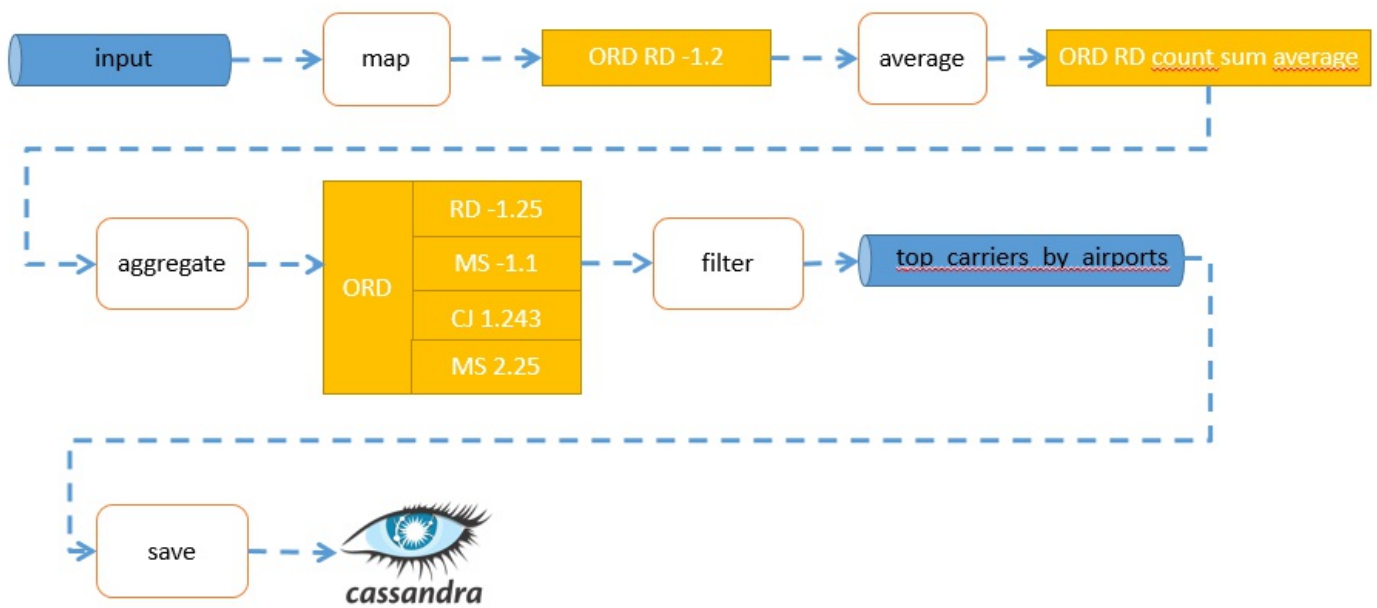 input
map
ORD RD -1.2
average
ORD RD count sum average
aggregate
ORD
RD -1.25
MS -1.1
CJ 1.243
MS 2.25
filter
top_carriers_by_airports
save
cassandra